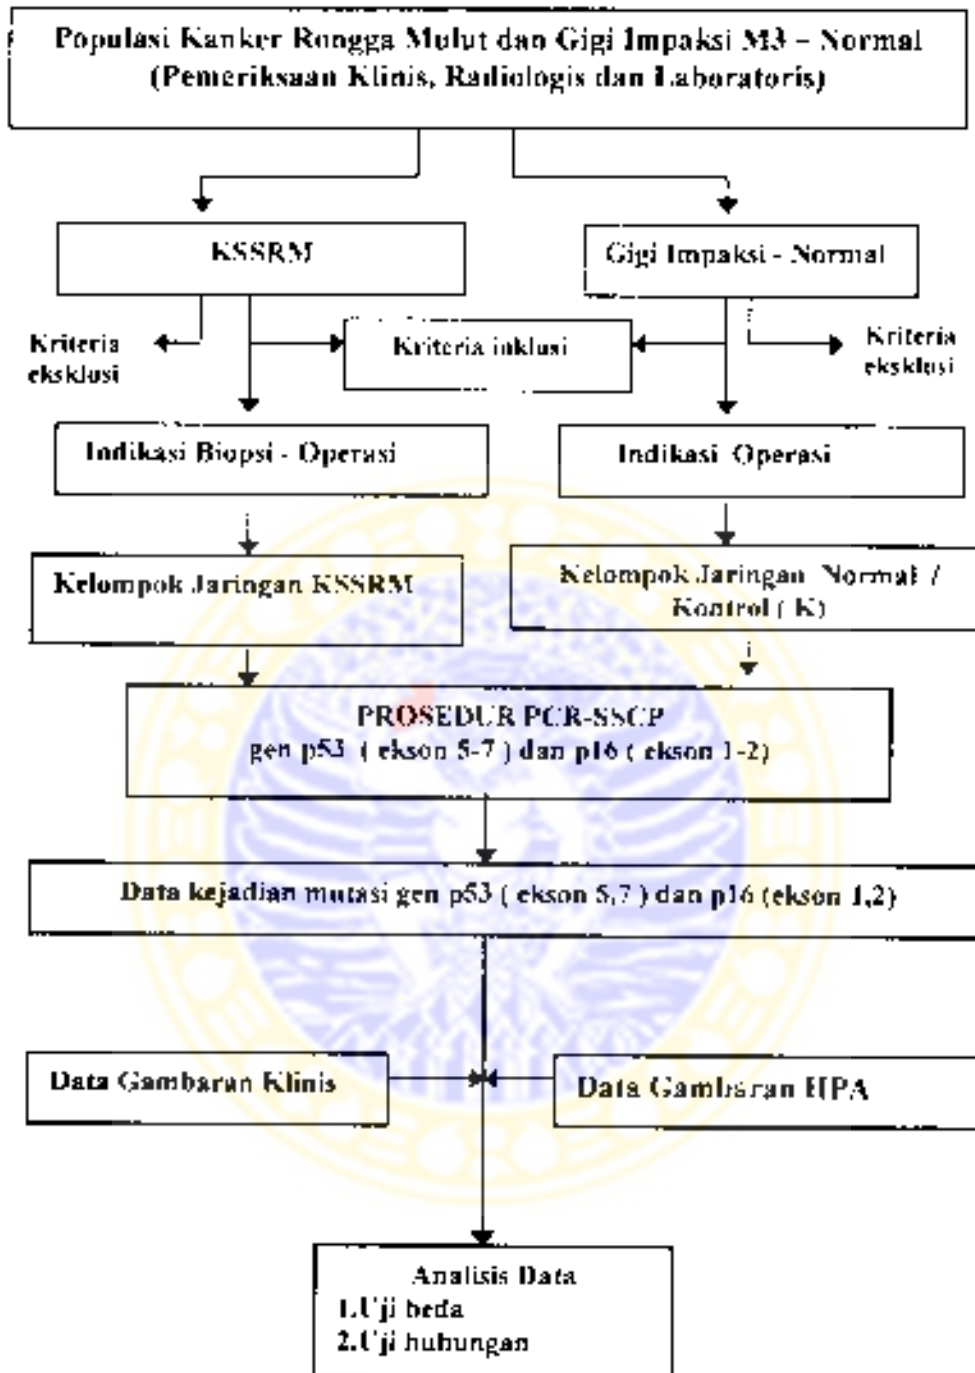 Populasi Kanker Rongga Mulut dan Gigi Impaksi M3 – Normal
(Pemeriksaan Klinis, Radiologis dan Laboratoris)
KSSRM
Gigi Impaksi - Normal
Kriteria
eksklusi
Kriteria inklusi
Kriteria
eksklusi
Indikasi Biopsi - Operasi
Indikasi Operasi
Kelompok Jaringan KSSRM
Kelompok Jaringan Normal /
Kontrol ( K)
PROSEDUR PCR-SSCP
gen p53 ( ekson 5-7 ) dan p16 ( ekson 1-2)
Data kejadian mutasi gen p53 ( ekson 5,7 ) dan p16 (ekson 1,2)
Data Gambaran Klinis
Data Gambaran HPA
Analisis Data
1.Uji beda
2.Uji hubungan